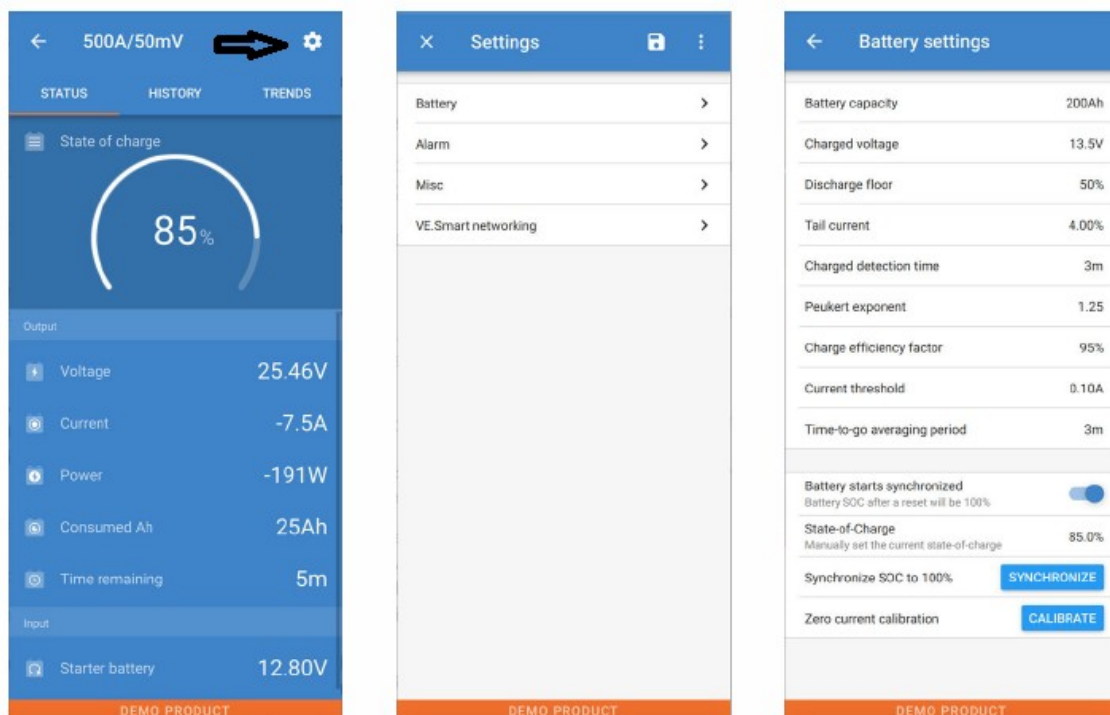 500A/50mV
STATUS HISTORY TRENDS
State of charge
85%
Output
Voltage 25.46V
Current -7.5A
Power -191W
Consumed Ah 25Ah
Time remaining 5m
Input
Starter battery 12.80V
DEMO PRODUCT
Settings
Battery
Alarm
Misc
VE.Smart networking
DEMO PRODUCT
Battery settings
Battery capacity 200Ah
Charged voltage 13.5V
Discharge floor 50%
Tail current 4.00%
Charged detection time 3m
Peukert exponent 1.25
Charge efficiency factor 95%
Current threshold 0.10A
Time-to-go averaging period 3m
Battery starts synchronized
Battery SOC after a reset will be 100%
State-of-Charge 85.0%
Manually set the current state-of-charge
Synchronize SOC to 100% SYNCHRONIZE
Zero current calibration CALIBRATE
DEMO PRODUCT